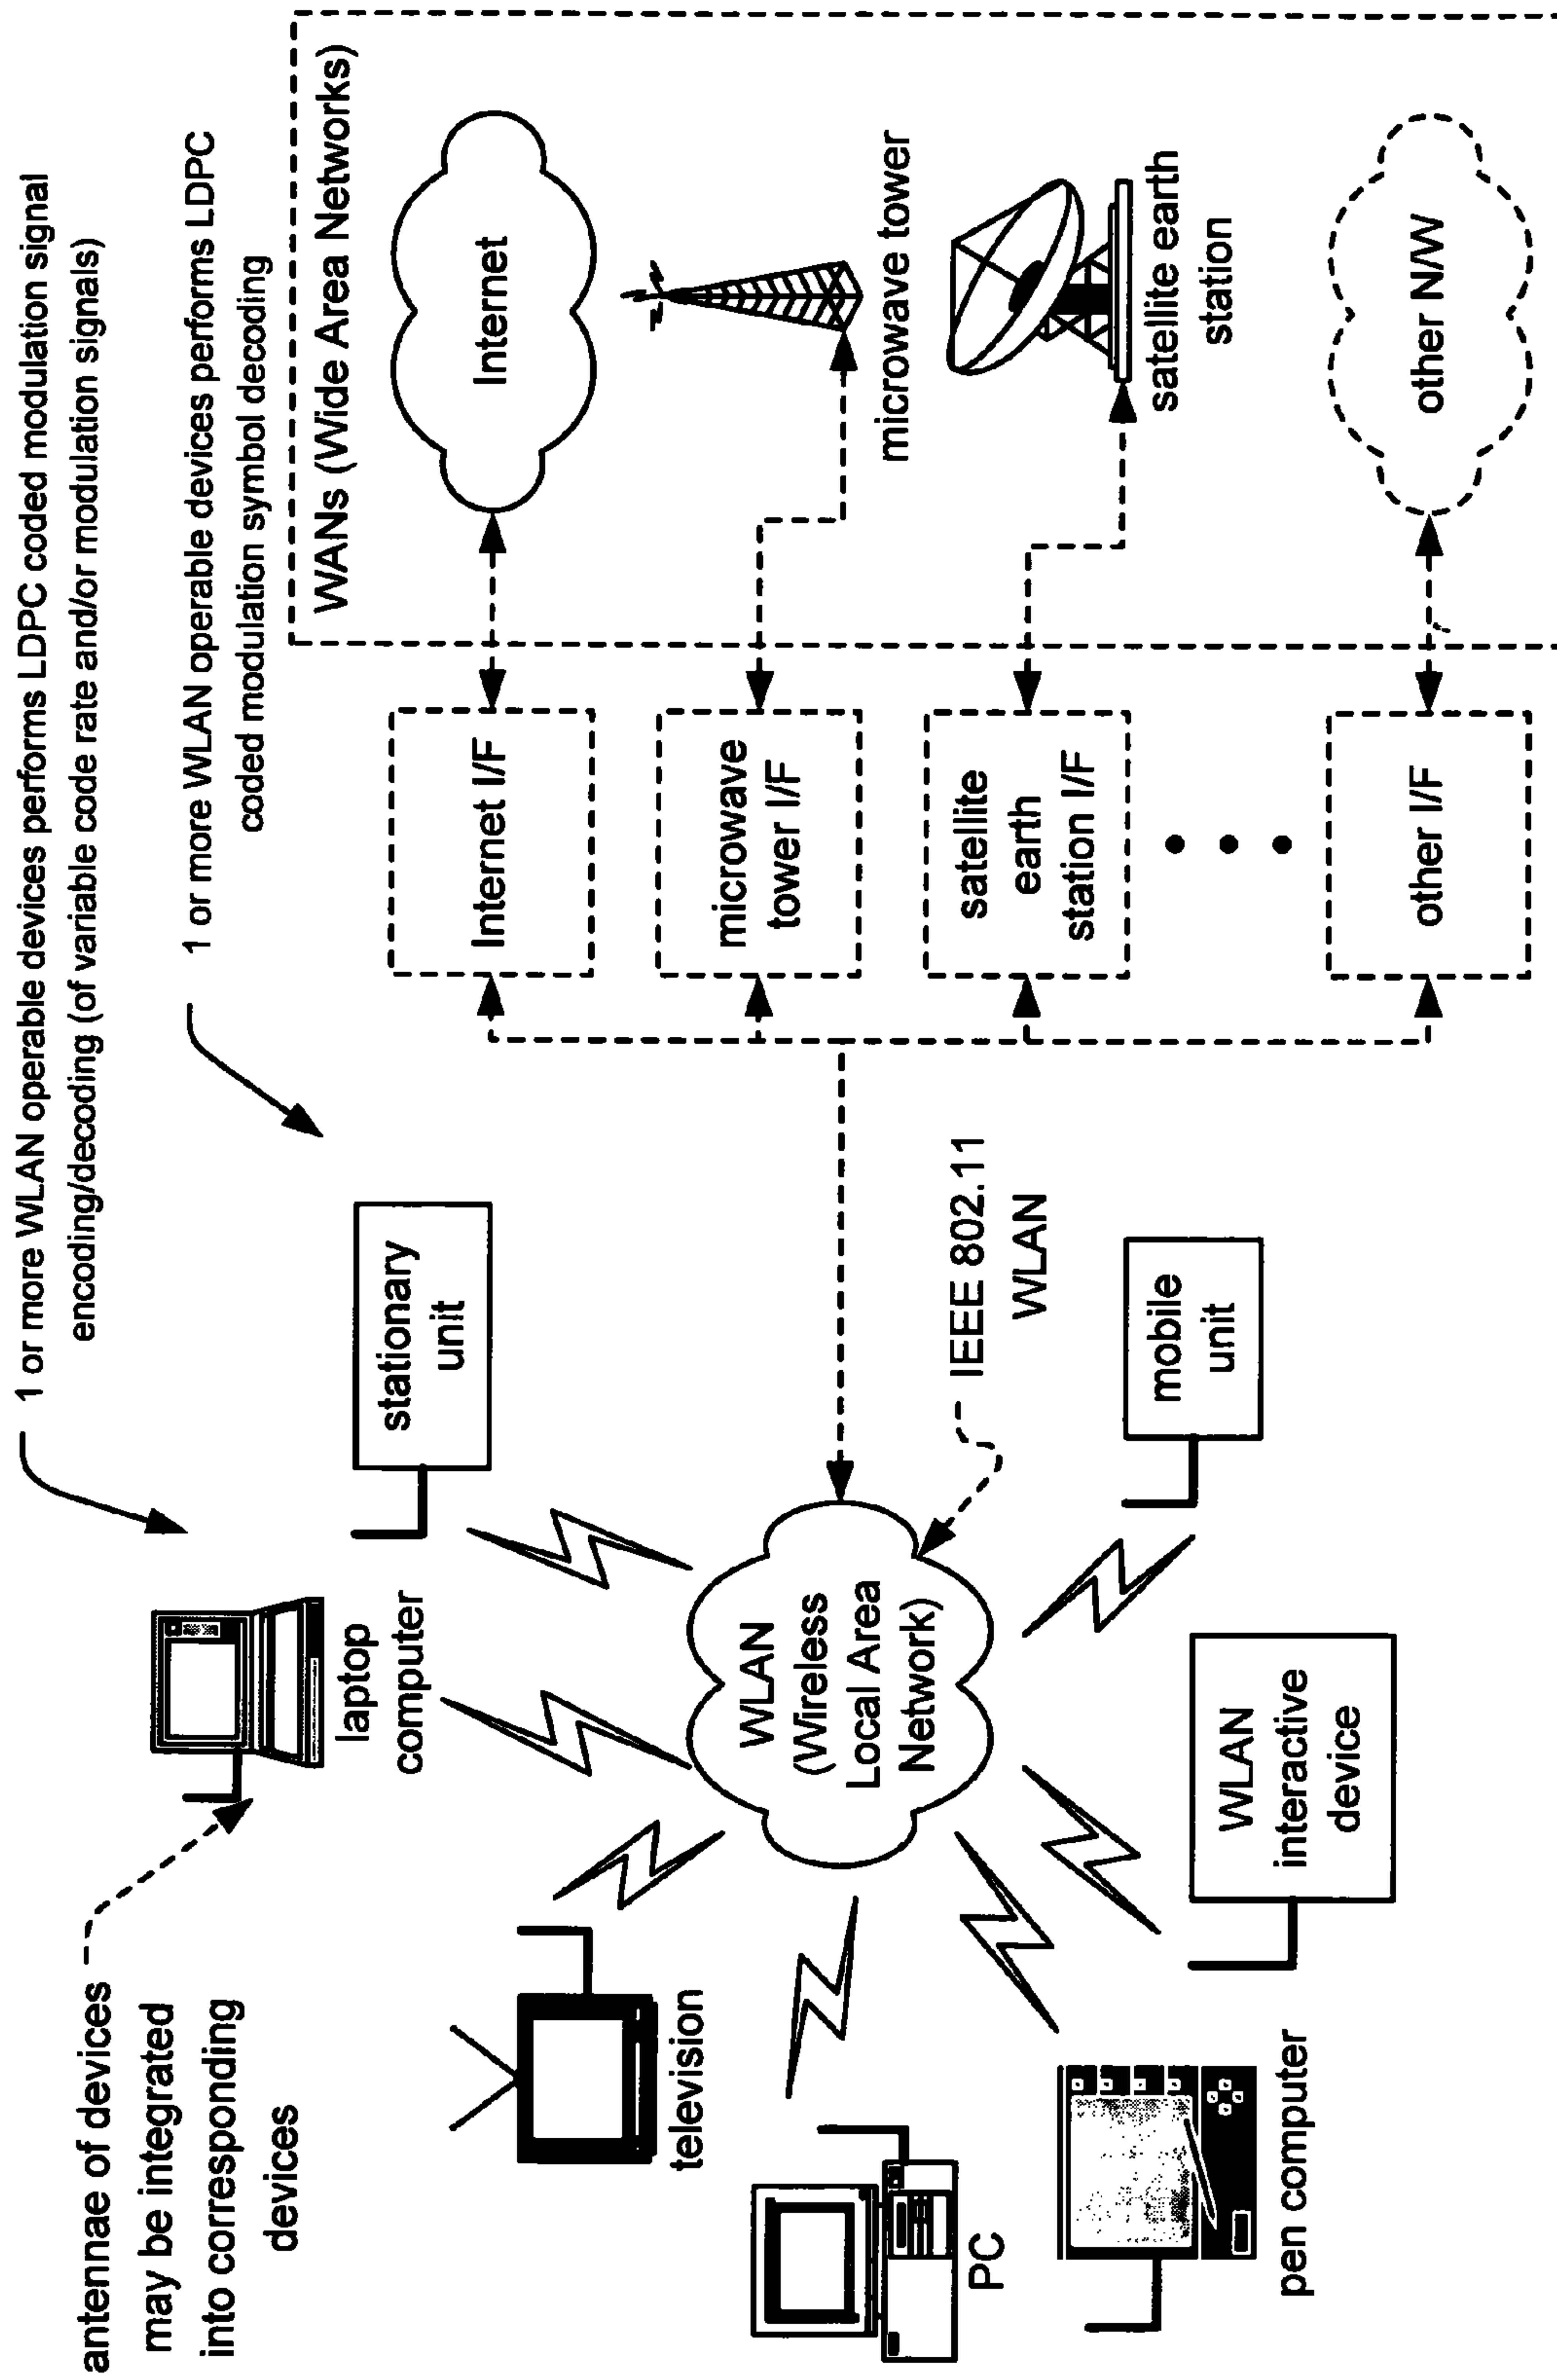 1 or more WLAN operable devices performs LDPC coded modulation signal
encoding/decoding (of variable code rate and/or modulation signals)
1 or more WLAN operable devices performs LDPC
coded modulation symbol decoding
antennae of devices
may be integrated
into corresponding
devices
laptop
computer
stationary
unit
television
PC
pen computer
WLAN
(Wireless
Local Area
Network)
IEEE 802.11
WLAN
WLAN
interactive
device
mobile
unit
Internet I/F
microwave
tower I/F
satellite
earth
station I/F
other I/F
WANs (Wide Area Networks)
Internet
microwave tower
satellite earth
station
other N/W